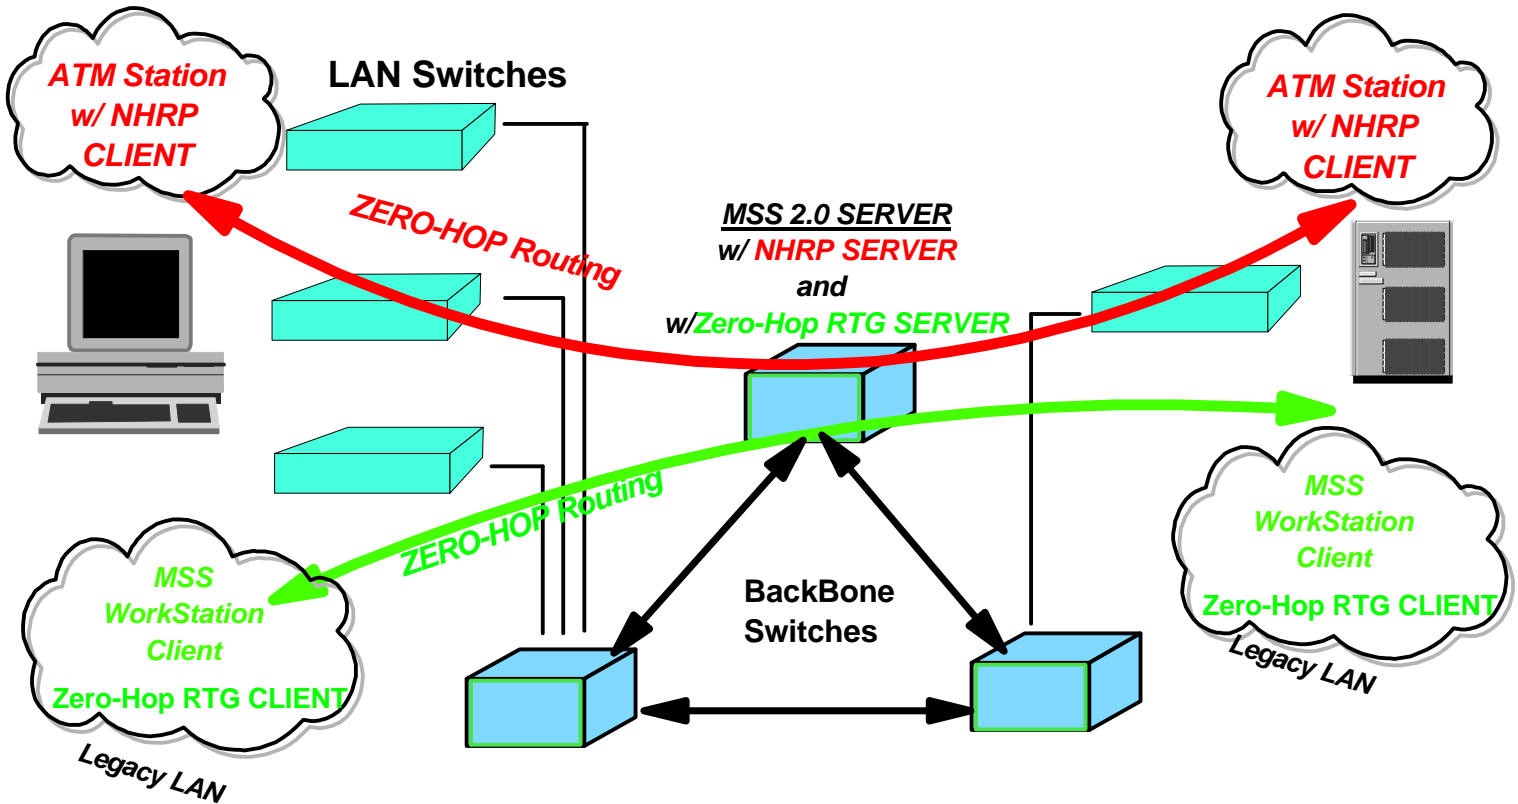 ATM Station
w/ NHRP
CLIENT
LAN Switches
ATM Station
w/ NHRP
CLIENT
ZERO-HOP Routing
MSS 2.0 SERVER
w/ NHRP SERVER
and
w/Zero-Hop RTG SERVER
ZERO-HOP Routing
MSS
WorkStation
Client
Zero-Hop RTG CLIENT
Legacy LAN
BackBone
Switches
MSS
WorkStation
Client
Zero-Hop RTG CLIENT
Legacy LAN